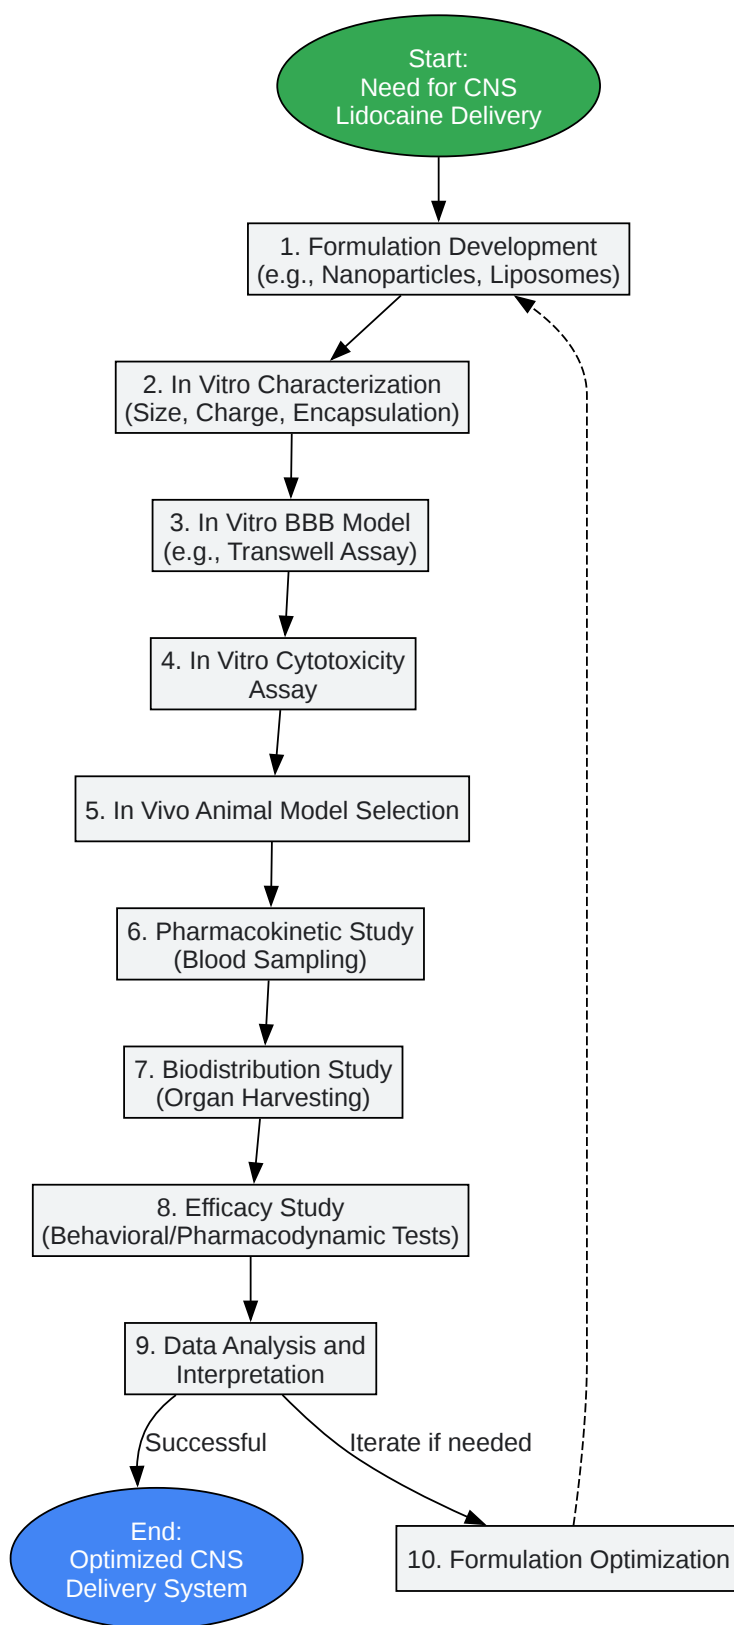 Start:
Need for CNS
Lidocaine Delivery
1. Formulation Development
(e.g., Nanoparticles, Liposomes)
2. In Vitro Characterization
(Size, Charge, Encapsulation)
3. In Vitro BBB Model
(e.g., Transwell Assay)
4. In Vitro Cytotoxicity
Assay
5. In Vivo Animal Model Selection
6. Pharmacokinetic Study
(Blood Sampling)
7. Biodistribution Study
(Organ Harvesting)
8. Efficacy Study
(Behavioral/Pharmacodynamic Tests)
9. Data Analysis and
Interpretation
Successful
Iterate if needed
End:
Optimized CNS
Delivery System
10. Formulation Optimization